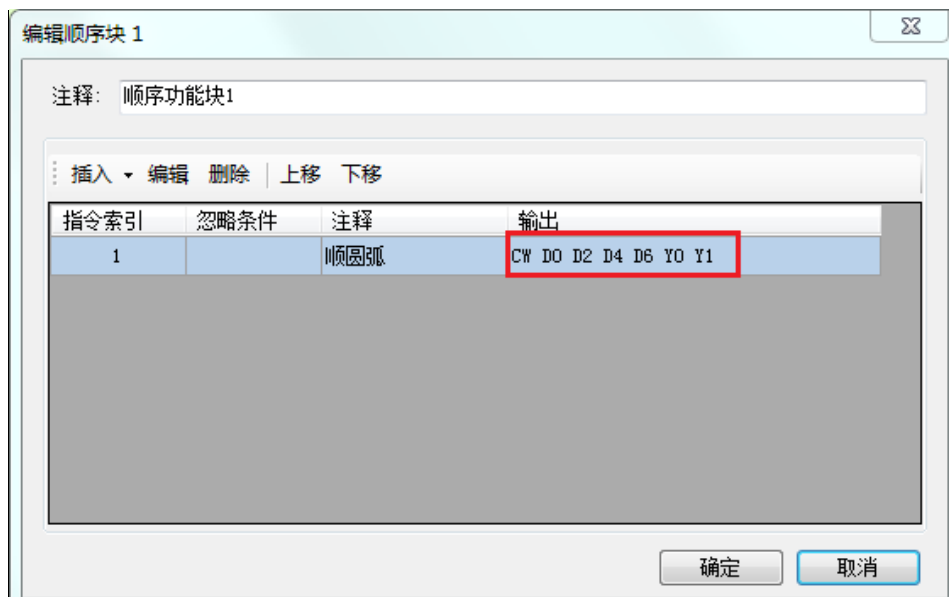 编辑顺序块 1
注释: 顺序功能块1
插入 编辑 删除 上移 下移
指令索引 忽略条件 注释 输出
1 顺圆弧 CW D0 D2 D4 D6 Y0 Y1
确定 取消